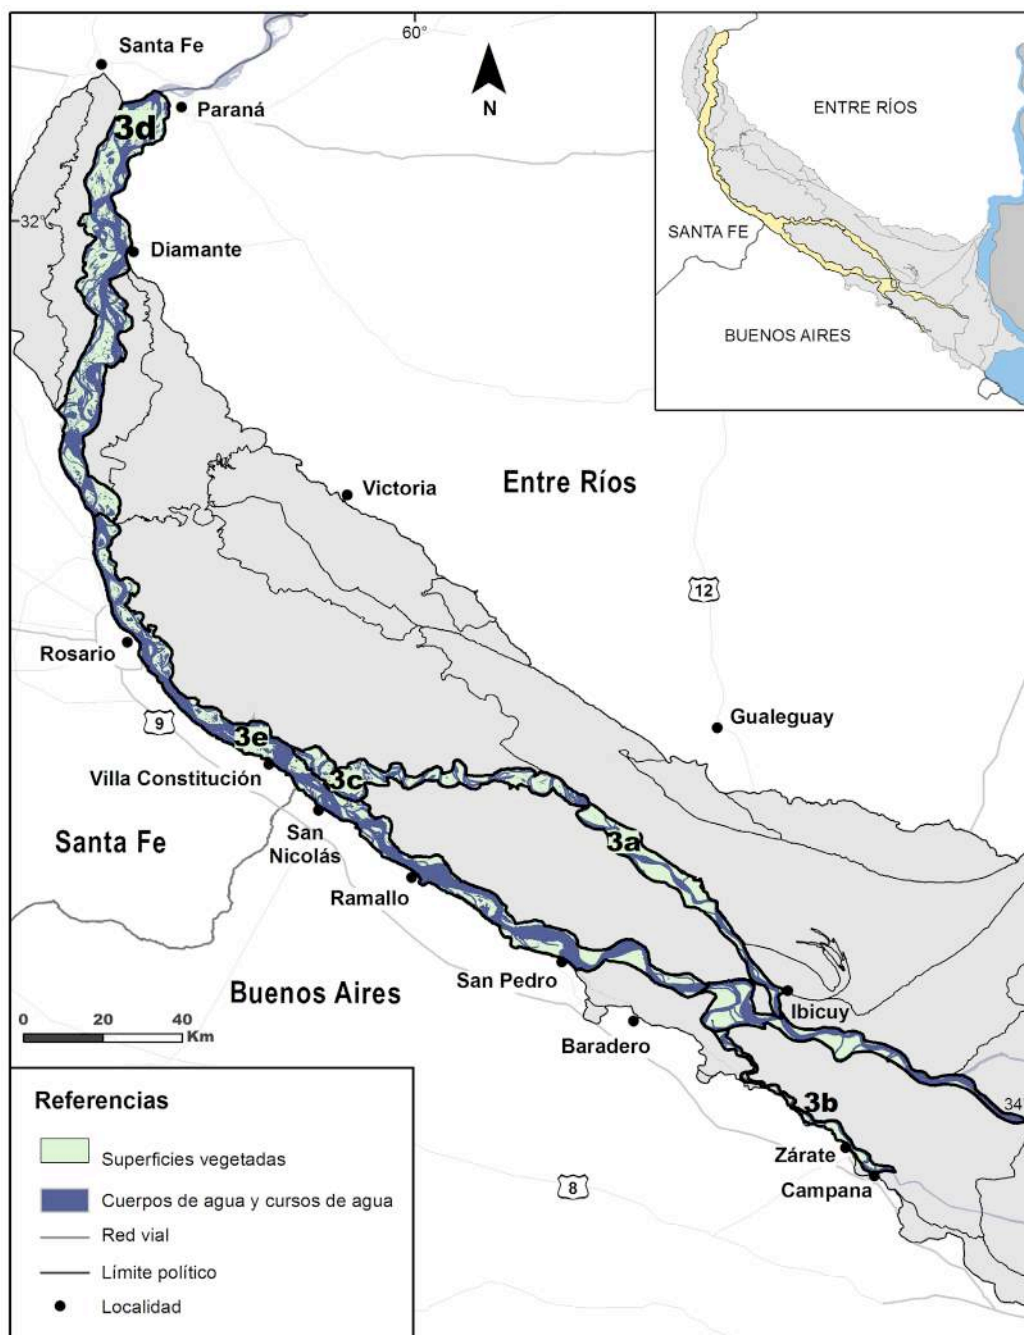 60°
Santa Fe
N
Paraná
3d
ENTRE RÍOS
32°
SANTA FE
Diamante
BUENOS AIRES
Victoria
Entre Ríos
12
Rosario
9
Gualeguay
3e
Villa Constitución
3c
San
Nicolás
3a
Santa Fe
Ramallo
San Pedro
Buenos Aires
Ibicuy
0 20 40
Km
Baradero
3b
34°
Zárate
Campana
8
Referencias
Superficies vegetadas
Cuerpos de agua y cursos de agua
Red vial
Límite político
Localidad